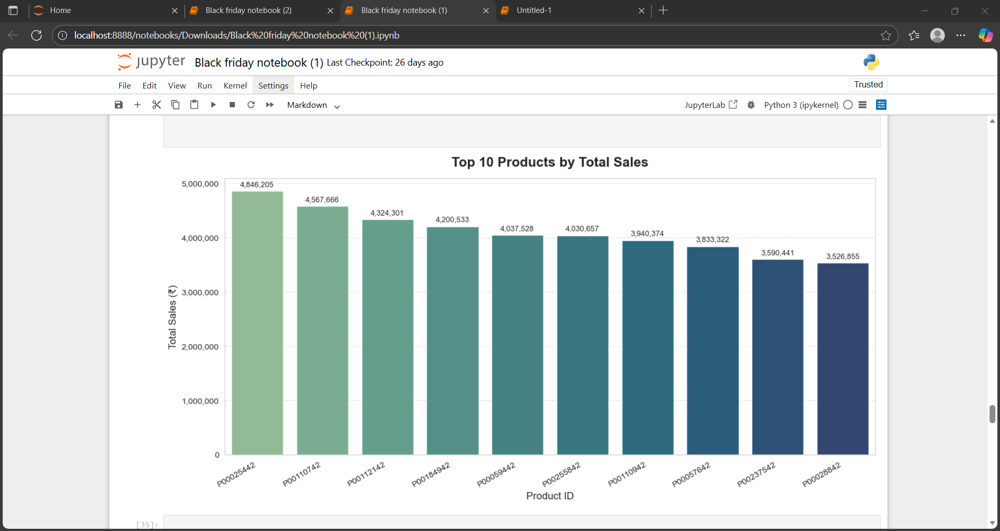 Home
Black friday notebook (2)
Black friday notebook (1)
Untitled-1
localhost:8888/notebooks/Downloads/Black%20friday%20notebook%20(1).ipynb
jupyter Black friday notebook (1) Last Checkpoint: 26 days ago
File Edit View Run Kernel Settings Help
Trusted
Markdown
JupyterLab
Python 3 (ipykernel)
Top 10 Products by Total Sales
Total Sales (₹)
5,000,000
4,000,000
3,000,000
2,000,000
1,000,000
0
4,846,205
4,567,666
4,324,301
4,200,533
4,037,528
4,030,657
3,940,374
3,833,322
3,590,441
3,526,855
P00025442
P00110742
P00112142
P00184942
P00059442
P00255842
P00110942
P00057642
P00237542
P00028842
Product ID
[35]: